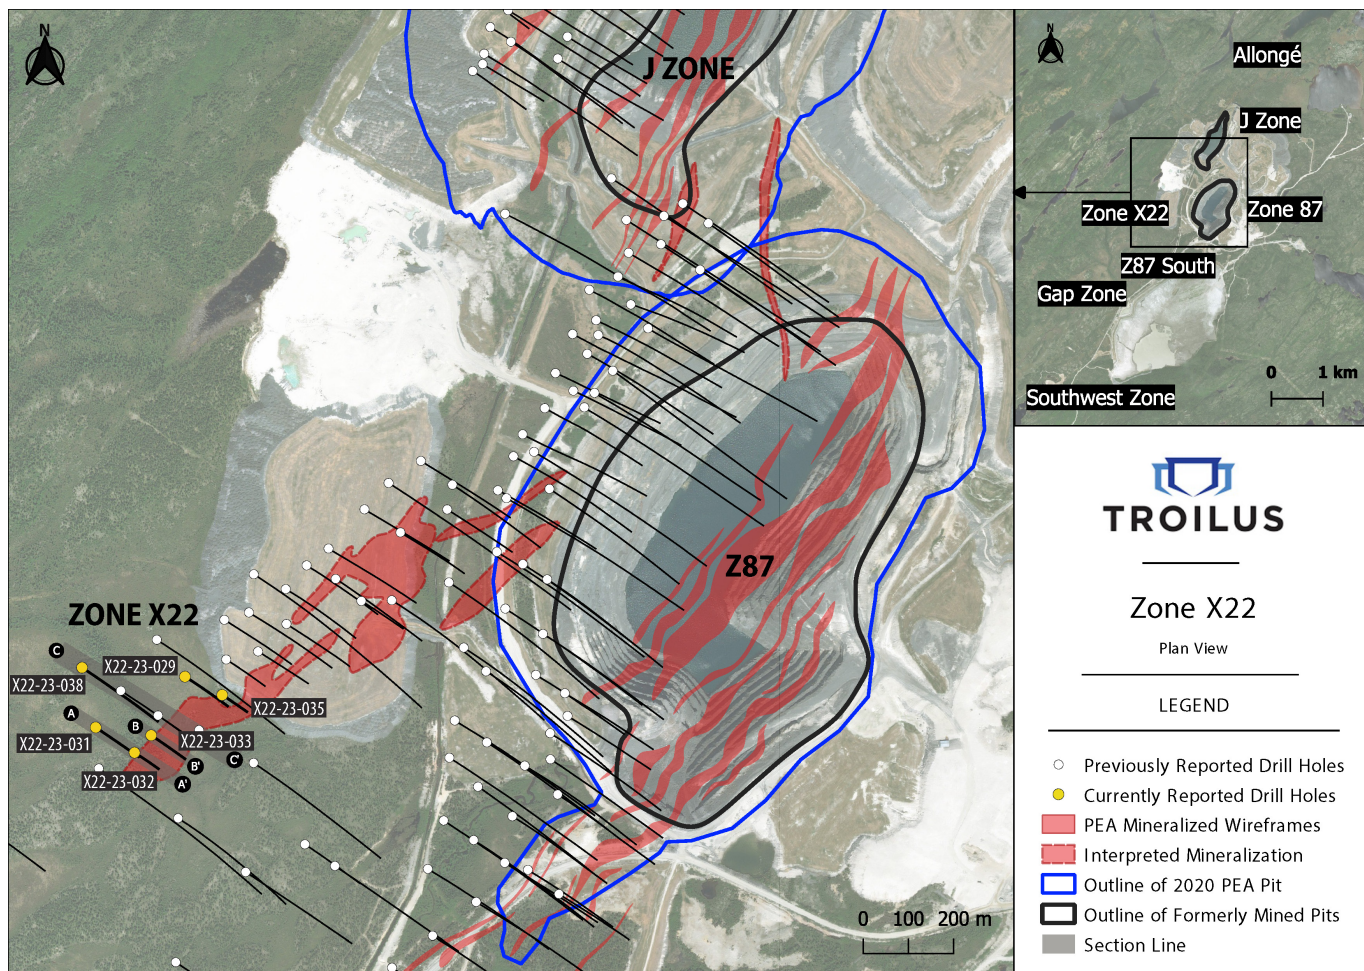 N
J ZONE
Z87
ZONE X22
C
X22-23-029
X22-23-038
X22-23-035
A
B
X22-23-031
X22-23-033
X22-23-032
B'
C'
A'
0 100 200 m
N
Allongé
J Zone
Zone X22
Zone 87
Z87 South
Gap Zone
0 1 km
Southwest Zone
TROILUS
Zone X22
Plan View
LEGEND
Previously Reported Drill Holes
Currently Reported Drill Holes
PEA Mineralized Wireframes
Interpreted Mineralization
Outline of 2020 PEA Pit
Outline of Formerly Mined Pits
Section Line